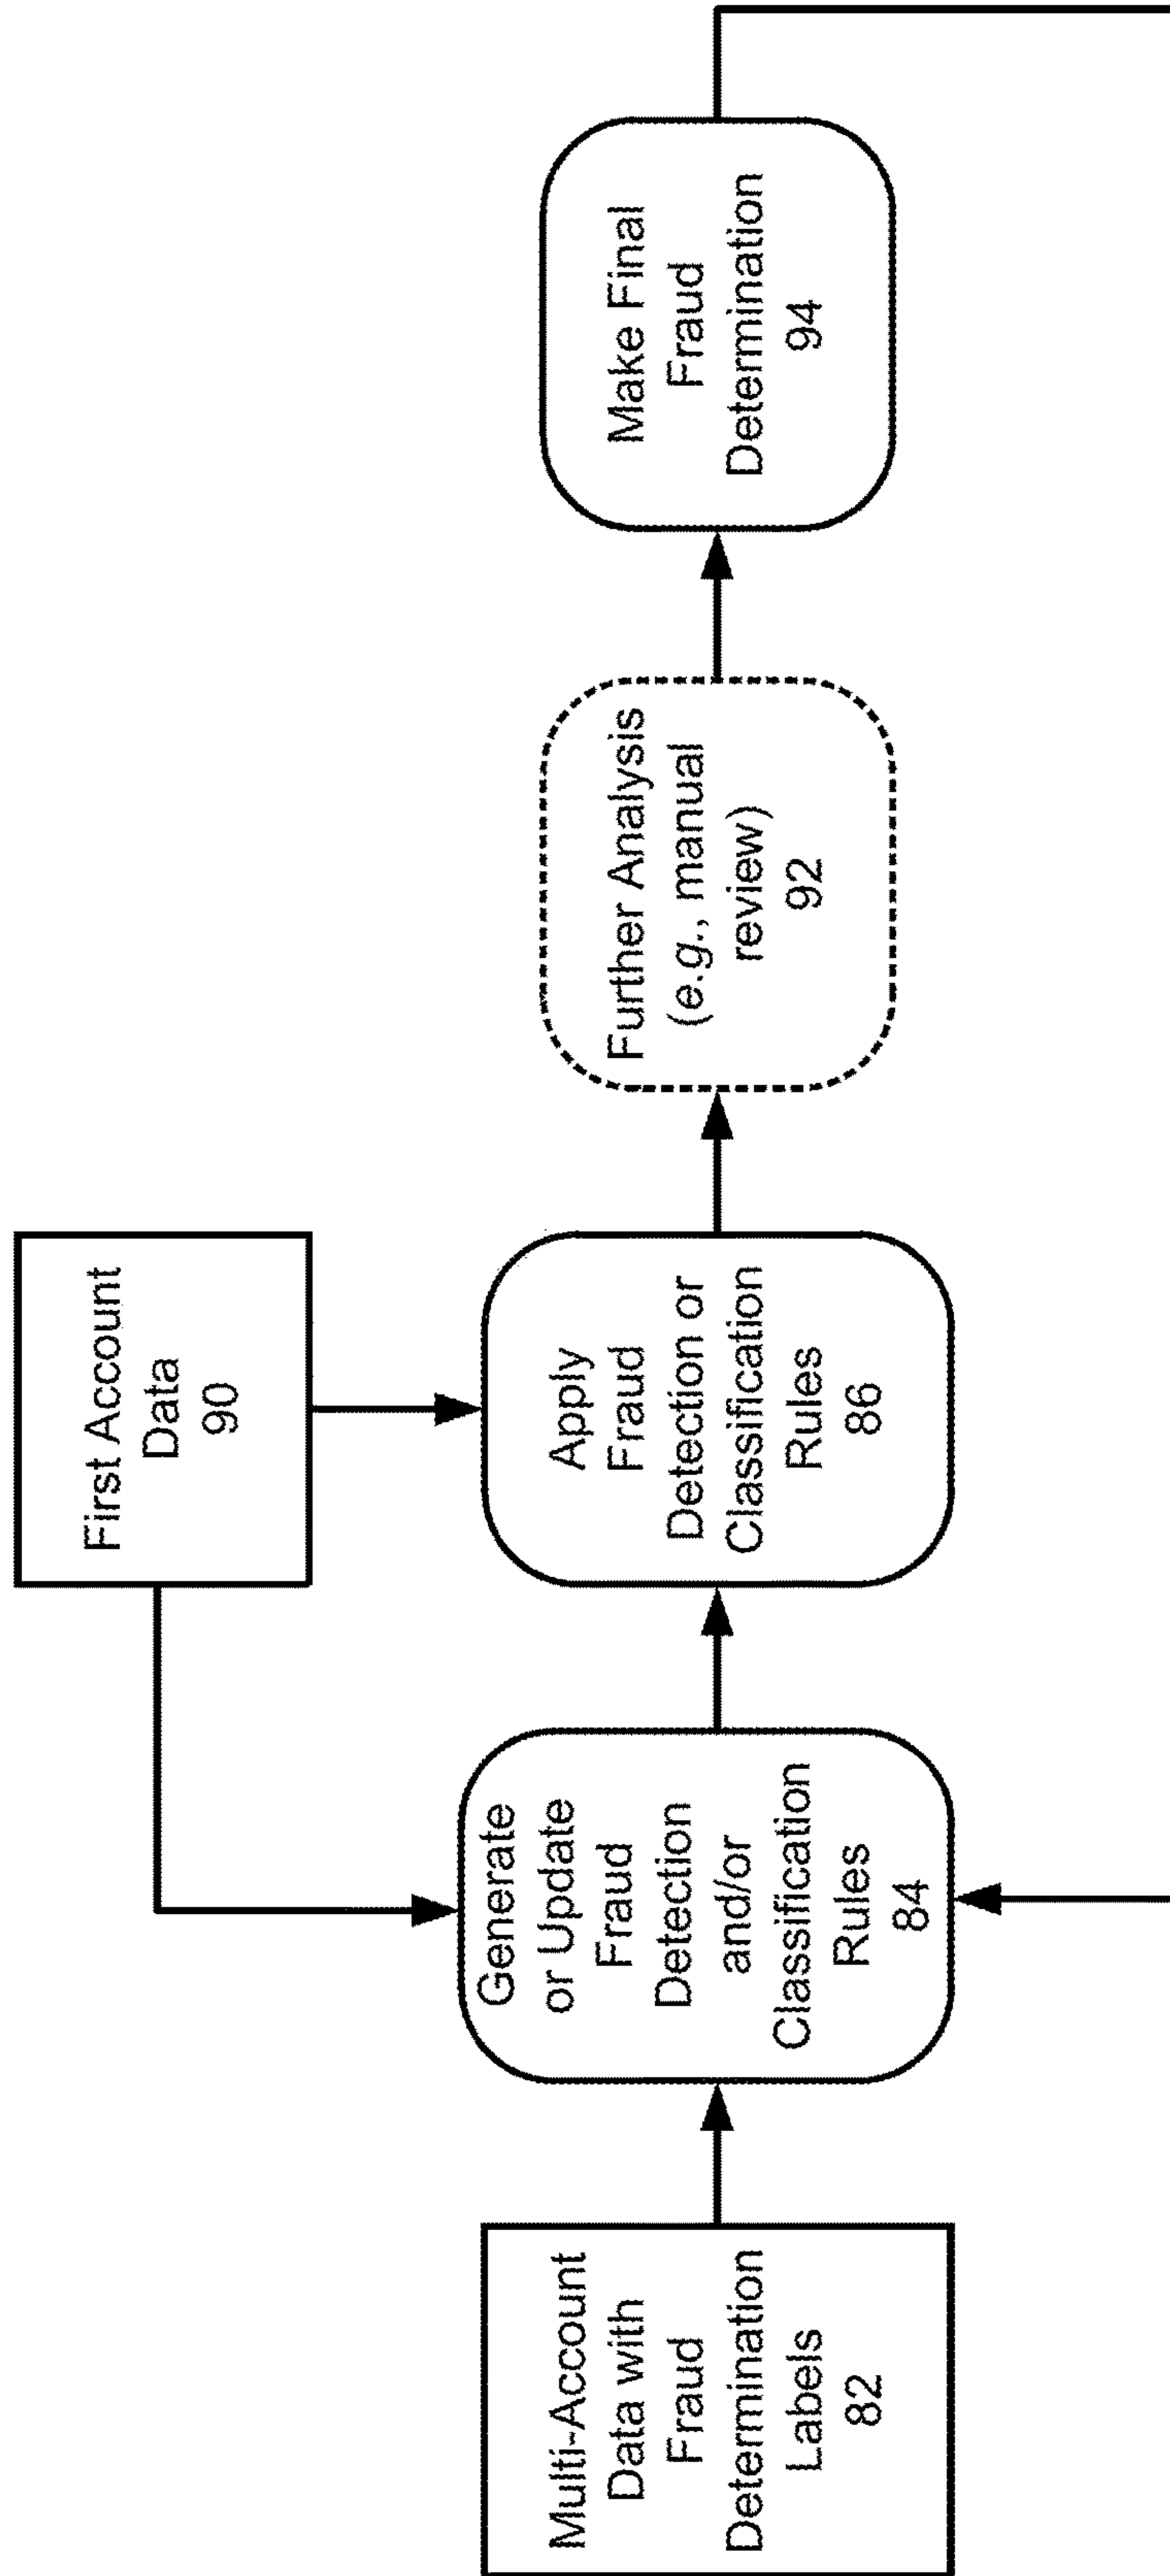 First Account
Data
90
Multi-Account
Data with
Fraud
Determination
Labels
82
Generate
or Update
Fraud
Detection
and/or
Classification
Rules
84
Apply
Fraud
Detection or
Classification
Rules
86
Further Analysis
(e.g., manual
review)
92
Make Final
Fraud
Determination
94